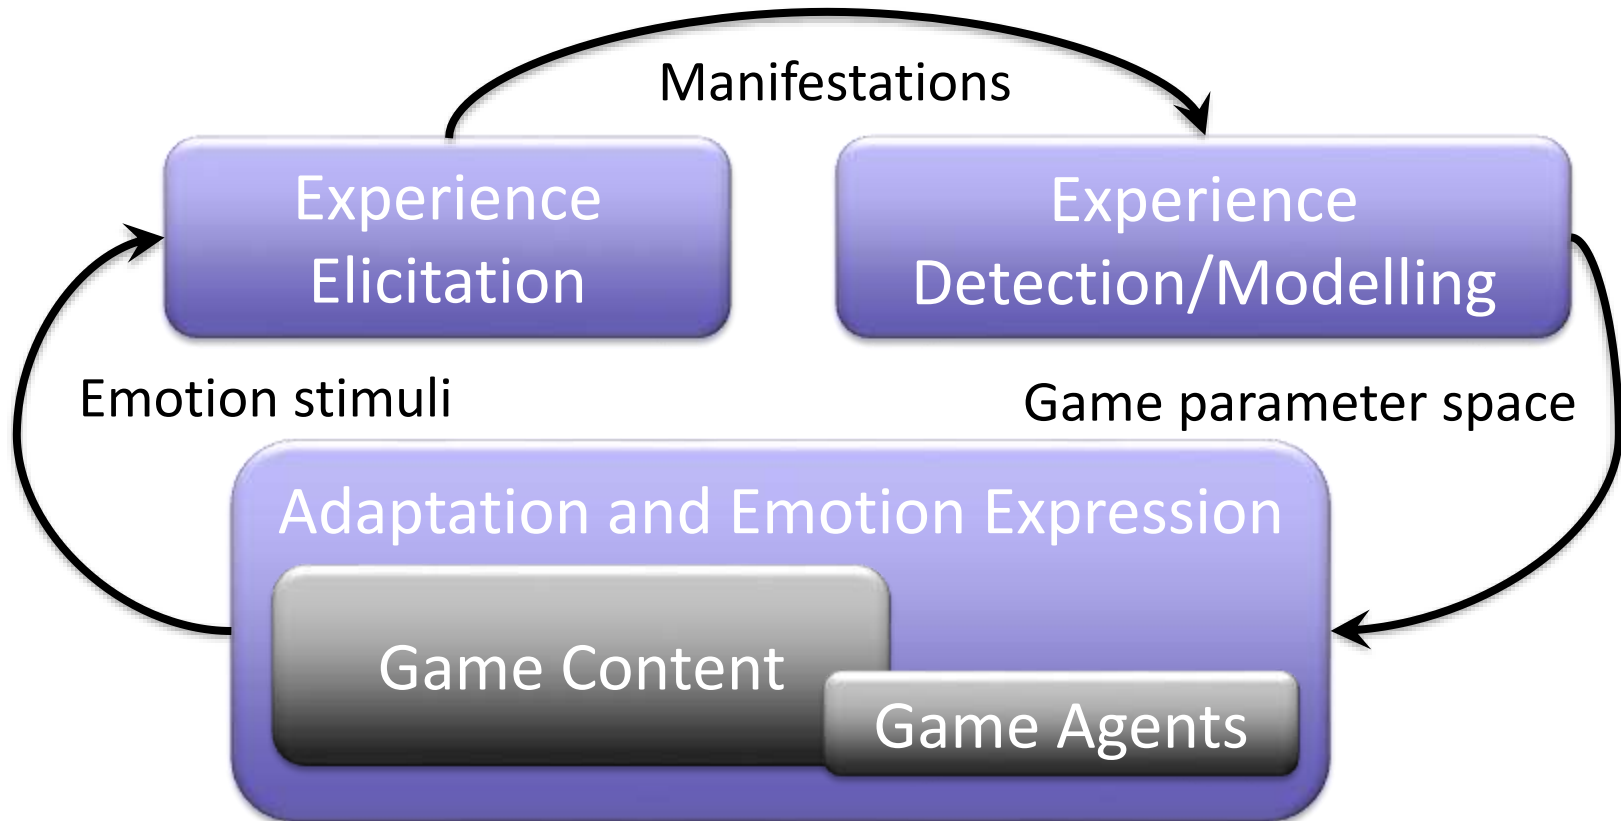 Manifestations
Experience
Elicitation
Experience
Detection/Modelling
Emotion stimuli
Game parameter space
Adaptation and Emotion Expression
Game Content
Game Agents